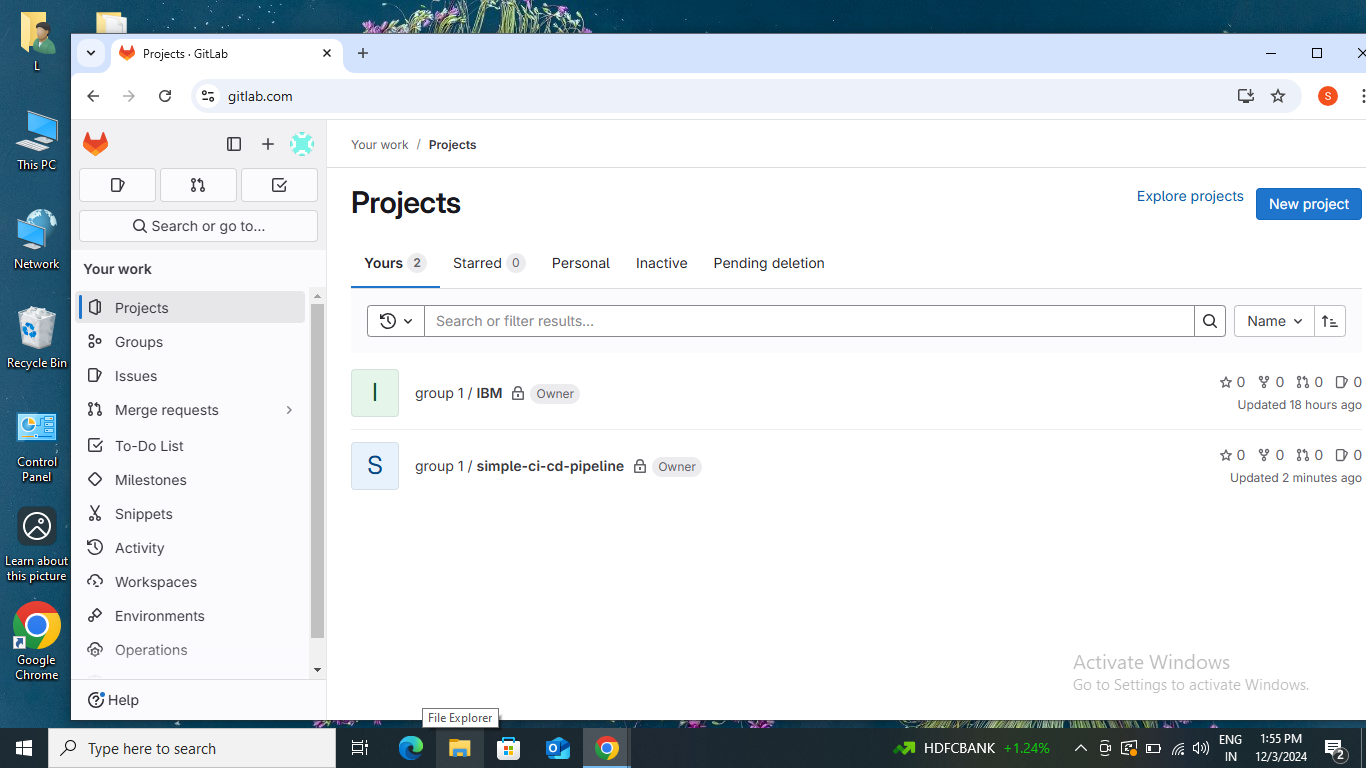 L
This PC
Network
Recycle Bin
Control
Panel
Learn about
this picture
Google
Chrome
Projects · GitLab
gitlab.com
Search or go to...
Your work
Projects
Groups
Issues
Merge requests
To-Do List
Milestones
Snippets
Activity
Workspaces
Environments
Operations
Help
Your work / Projects
Projects
Explore projects
New project
Yours 2
Starred 0
Personal
Inactive
Pending deletion
Search or filter results...
Name
I
group 1 / IBM
Owner
0 0 0 0
Updated 18 hours ago
S
group 1 / simple-ci-cd-pipeline
Owner
0 0 0 0
Updated 2 minutes ago
Activate Windows
Go to Settings to activate Windows.
File Explorer
Type here to search
HDFCBANK +1.24%
ENG
IN
1:55 PM
12/3/2024
2
S